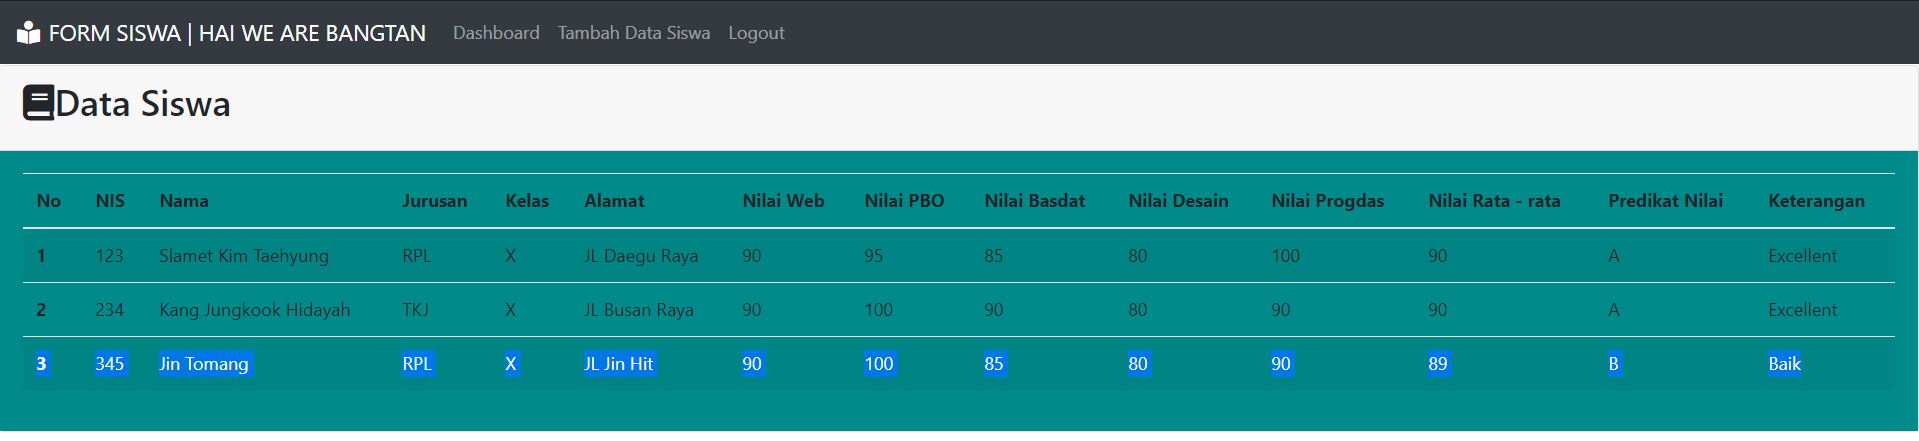 FORM SISWA | HAI WE ARE BANGTAN Dashboard Tambah Data Siswa Logout
Data Siswa
No NIS Nama Jurusan Kelas Alamat Nilai Web Nilai PBO Nilai Basdat Nilai Desain Nilai Progdas Nilai Rata - rata Predikat Nilai Keterangan
1 123 Slamet Kim Taehyung RPL X JL Daegu Raya 90 95 85 80 100 90 A Excellent
2 234 Kang Jungkook Hidayah TKJ X JL Busan Raya 90 100 90 80 90 90 A Excellent
3 345 Jin Tomang RPL X JL Jin Hit 90 100 85 80 90 89 B Baik